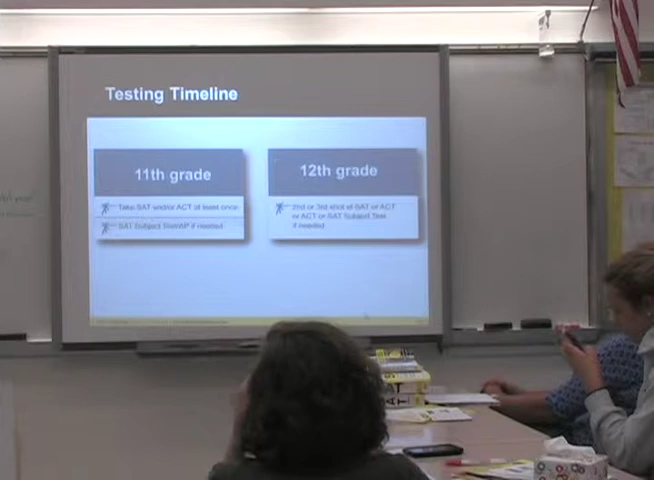 Testing Timeline
11th grade
12th grade
Take SAT and/or ACT at least once
SAT Subject Tests/AP if needed
2nd or 3rd shot at SAT or ACT
or ACT or SAT Subject Test
if needed